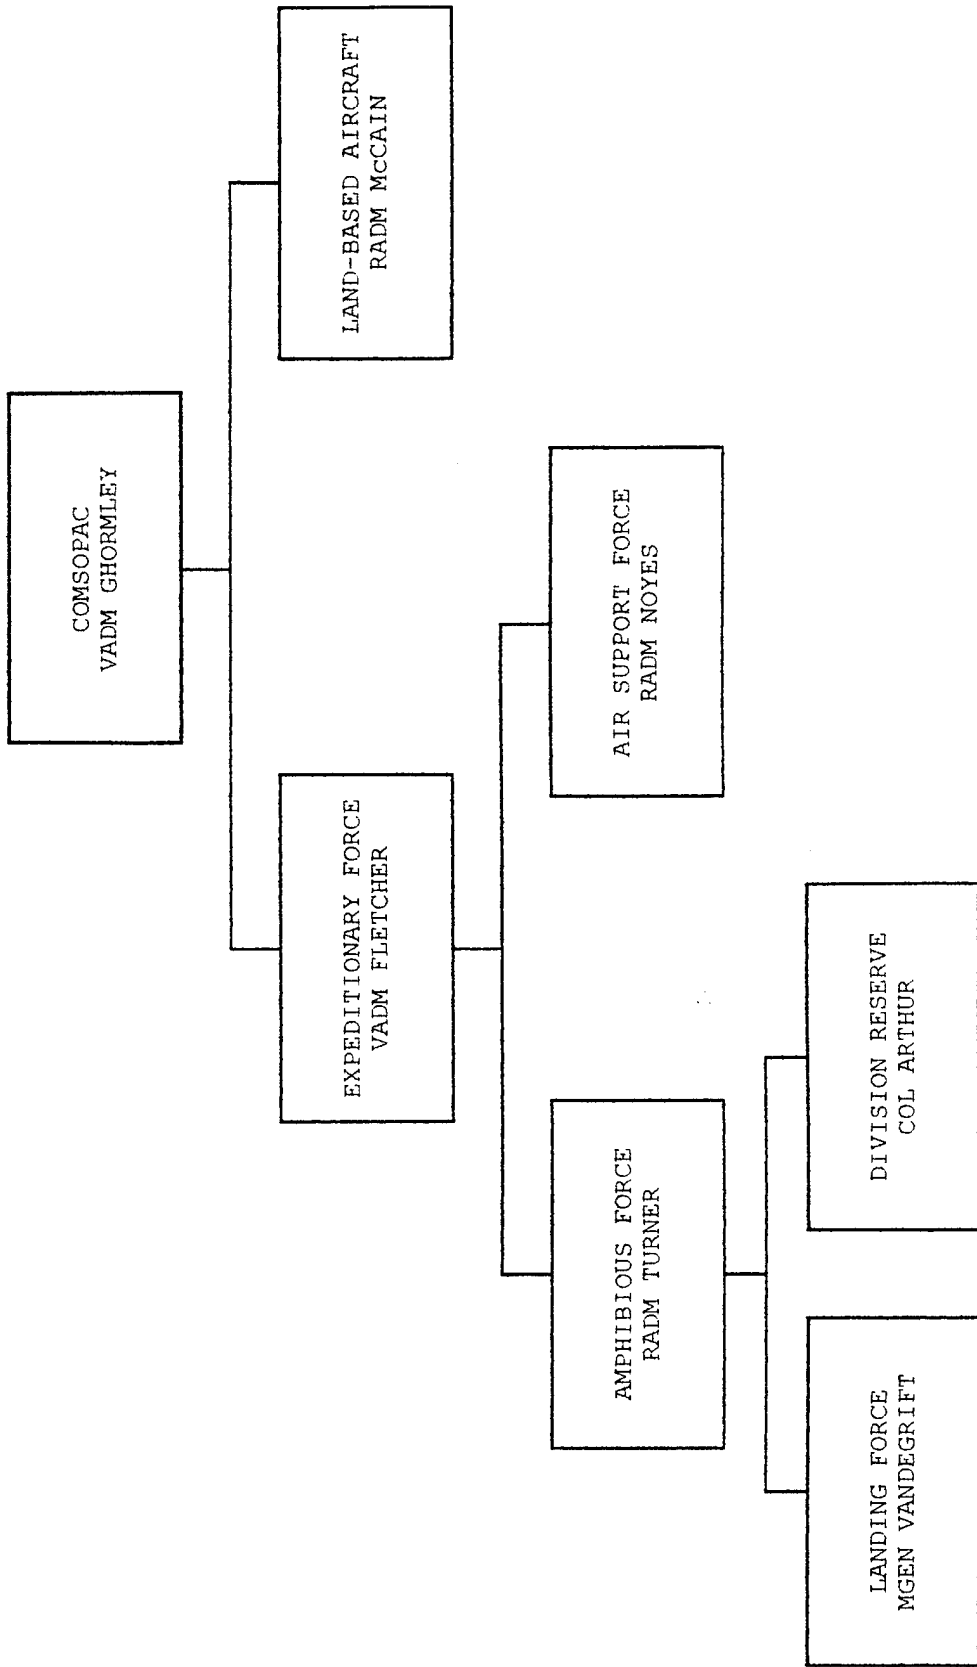 COMSOPAC
VADM GHORMLEY
EXPEDITIONARY FORCE
VADM FLETCHER
LAND-BASED AIRCRAFT
RADM McCAIN
AMPHIBIOUS FORCE
RADM TURNER
AIR SUPPORT FORCE
RADM NOYES
LANDING FORCE
MGEN VANDEGRIFT
DIVISION RESERVE
COL ARTHUR